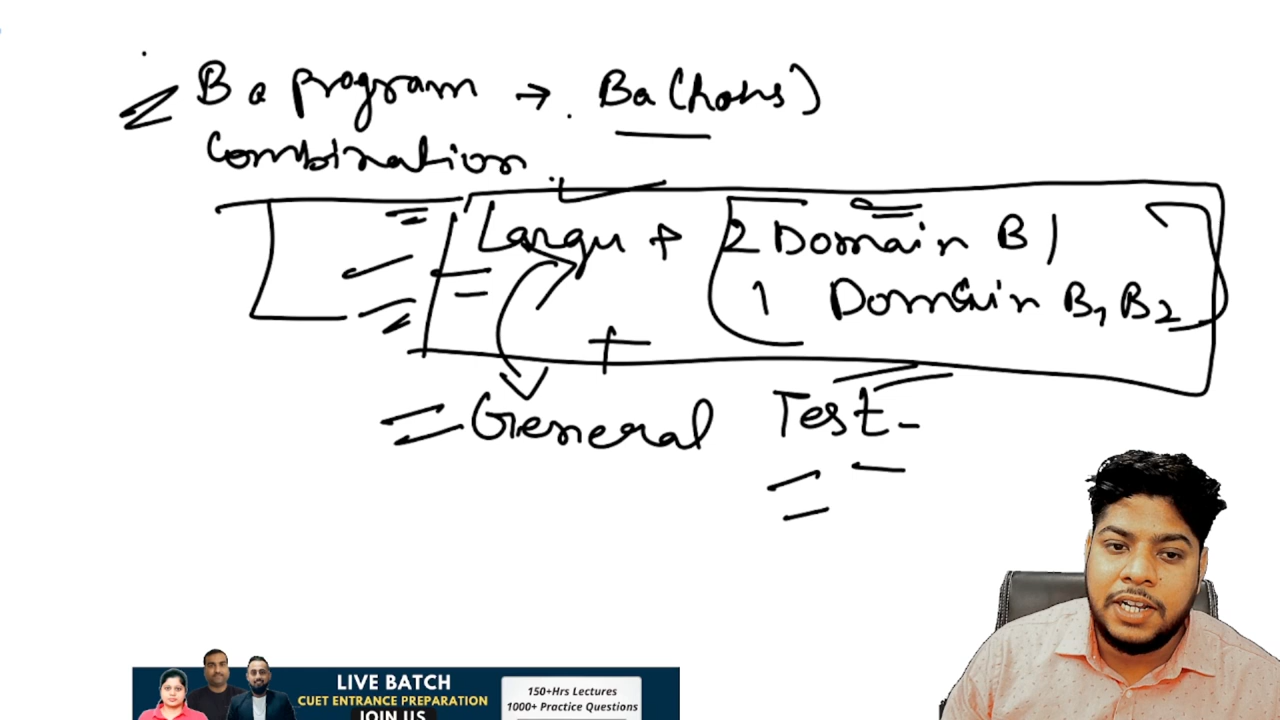 Ba program → Ba (hons)
Combination
Langu + 2 Domain B1
1 Domain B1 B2
+
General Test -
LIVE BATCH
CUET ENTRANCE PREPARATION
JOIN US
150+Hrs Lectures
1000+ Practice Questions